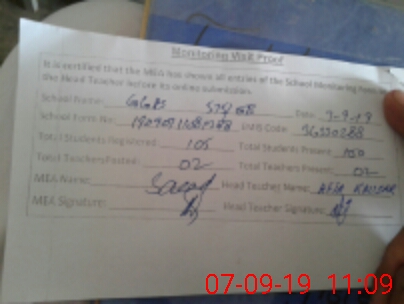 Monitoring Visit Proof
It is certified that the MEA has shown all entries of the School Monitoring Form to
the Head Teacher before its online submission.
School Name: GGPS Date: 7-9-19
School Form No: EMIS Code:
Total Students Registered: 105 Total Students Present: 100
Total Teachers Posted: 02 Total Teachers Present: 02
MEA Name: Head Teacher Name: KAUSAR
MEA Signature: Head Teacher Signature:
07-09-19 11:09